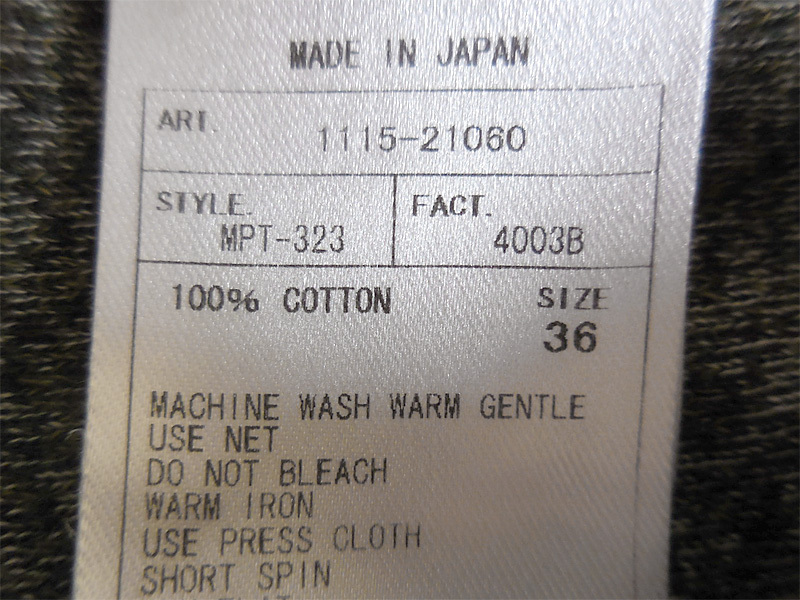 MADE IN JAPAN
ART.
1115-21060
STYLE. FACT.
MPT-323 4003B
100% COTTON SIZE
36
MACHINE WASH WARM GENTLE
USE NET
DO NOT BLEACH
WARM IRON
USE PRESS CLOTH
SHORT SPIN